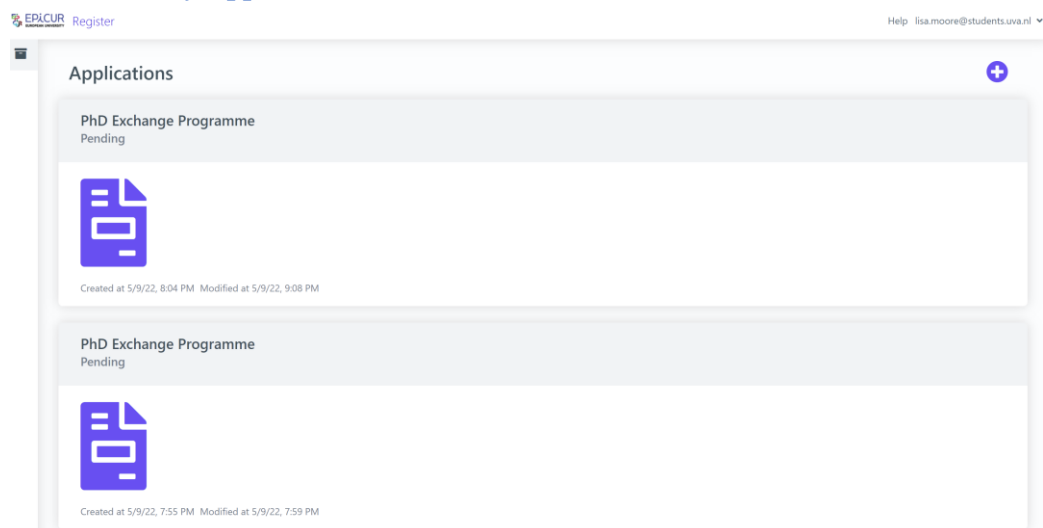 EPICUR Register
EUROPEAN UNIVERSITY
Help lisa.moore@students.uva.nl
Applications
PhD Exchange Programme
Pending
Created at 5/9/22, 8:04 PM Modified at 5/9/22, 9:08 PM
PhD Exchange Programme
Pending
Created at 5/9/22, 7:55 PM Modified at 5/9/22, 7:59 PM